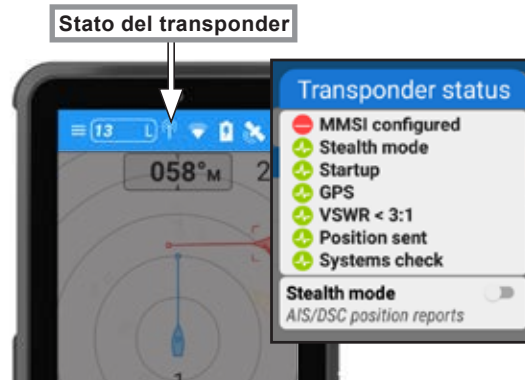 Stato del transponder
13 L
058°M 2
1
Transponder status
MMSI configured
Stealth mode
Startup
GPS
VSWR < 3:1
Position sent
Systems check
Stealth mode
AIS/DSC position reports